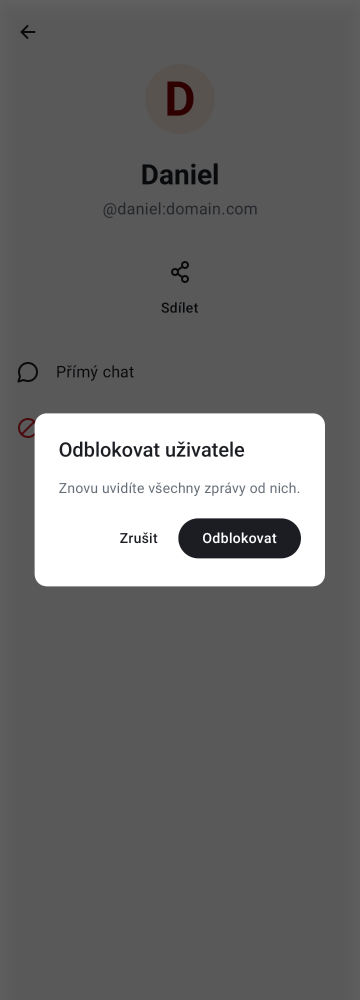 D
Daniel
@daniel:domain.com
Sdílet
Přímý chat
Odblokovat uživatele
Znovu uvidíte všechny zprávy od nich.
Zrušit
Odblokovat